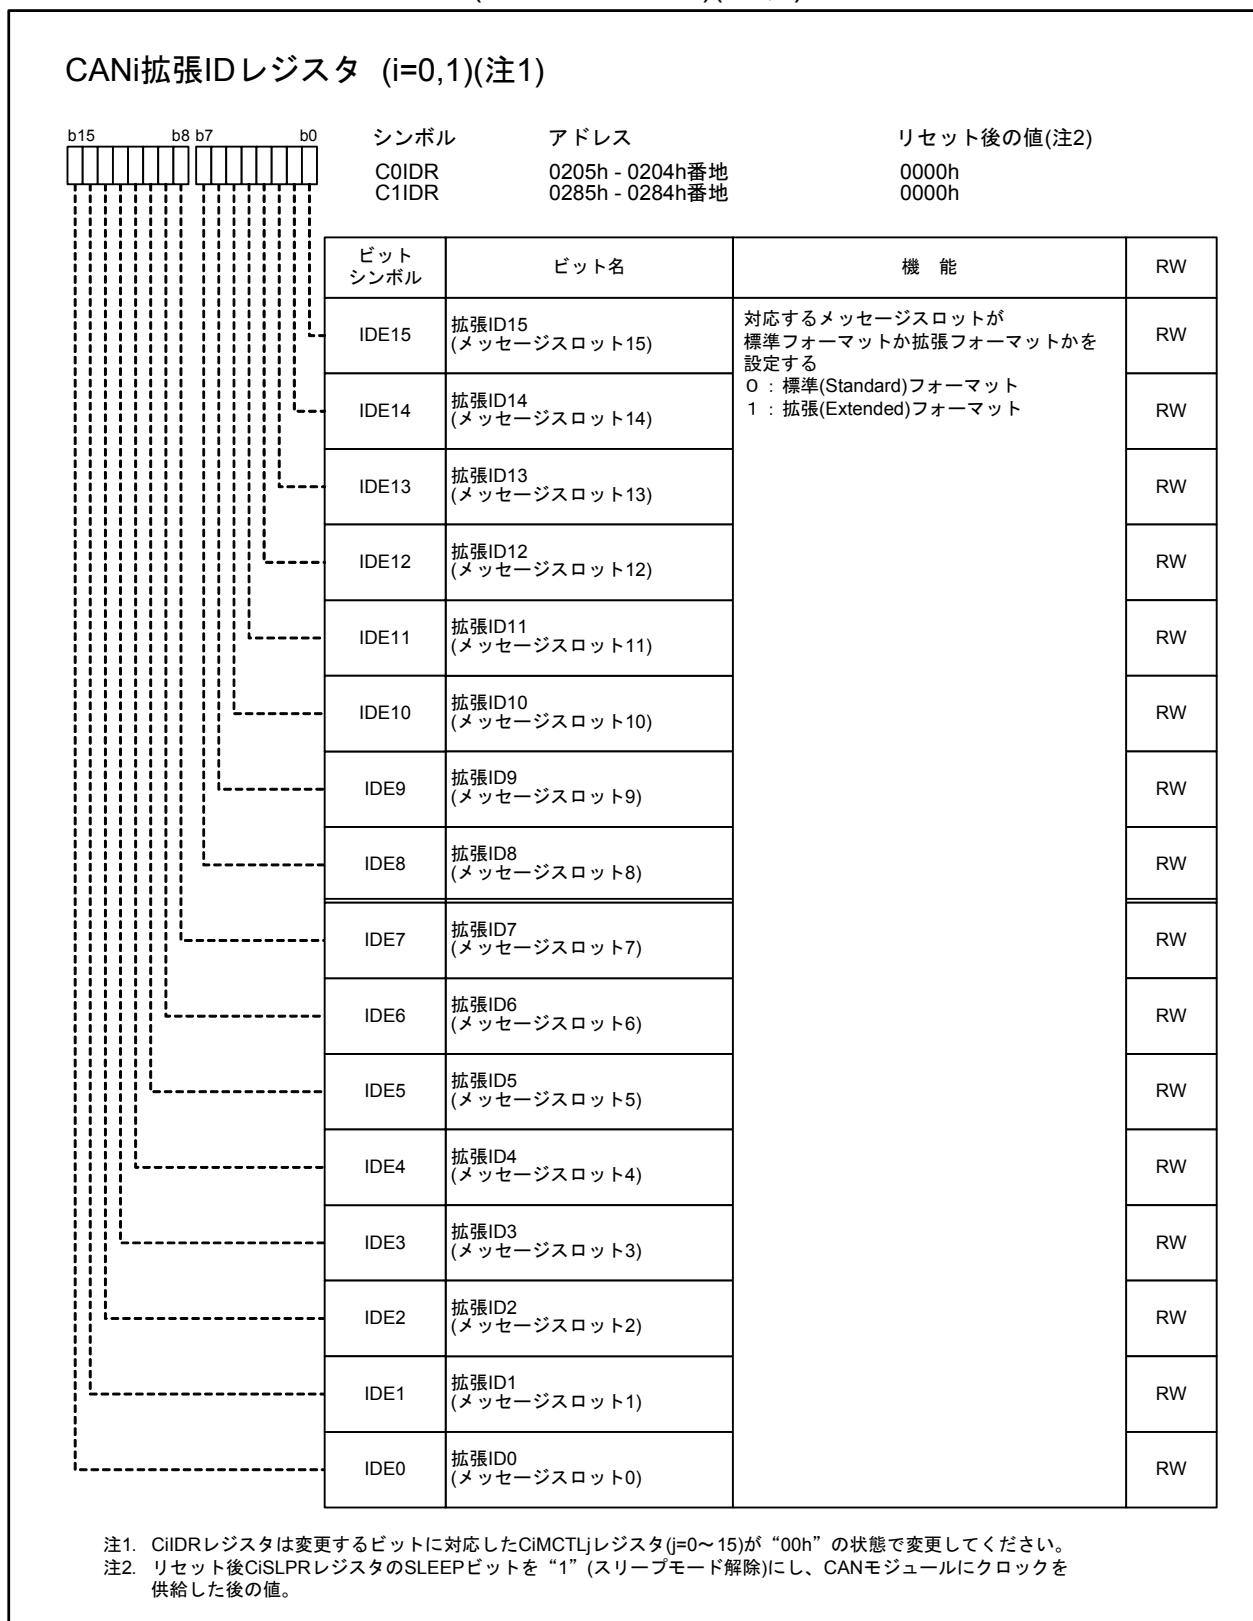 CANi拡張IDレジスタ (i=0,1)(注1)
b15 b8 b7 b0
シンボル アドレス リセット後の値(注2)
C0IDR 0205h - 0204h番地 0000h
C1IDR 0285h - 0284h番地 0000h
ビット
シンボル ビット名 機 能 RW
IDE15 拡張ID15
(メッセージスロット15) RW
対応するメッセージスロットが
標準フォーマットか拡張フォーマットかを
設定する
0 : 標準(Standard)フォーマット
1 : 拡張(Extended)フォーマット
IDE14 拡張ID14
(メッセージスロット14) RW
IDE13 拡張ID13
(メッセージスロット13) RW
IDE12 拡張ID12
(メッセージスロット12) RW
IDE11 拡張ID11
(メッセージスロット11) RW
IDE10 拡張ID10
(メッセージスロット10) RW
IDE9 拡張ID9
(メッセージスロット9) RW
IDE8 拡張ID8
(メッセージスロット8) RW
IDE7 拡張ID7
(メッセージスロット7) RW
IDE6 拡張ID6
(メッセージスロット6) RW
IDE5 拡張ID5
(メッセージスロット5) RW
IDE4 拡張ID4
(メッセージスロット4) RW
IDE3 拡張ID3
(メッセージスロット3) RW
IDE2 拡張ID2
(メッセージスロット2) RW
IDE1 拡張ID1
(メッセージスロット1) RW
IDE0 拡張ID0
(メッセージスロット0) RW
注1. CiIDRレジスタは変更するビットに対応したCiMCTLjレジスタ(j=0～15)が“00h”の状態で変更してください。
注2. リセット後CiSLPRレジスタのSLEEPビットを“1”(スリープモード解除)にし、CANモジュールにクロックを
供給した後の値。